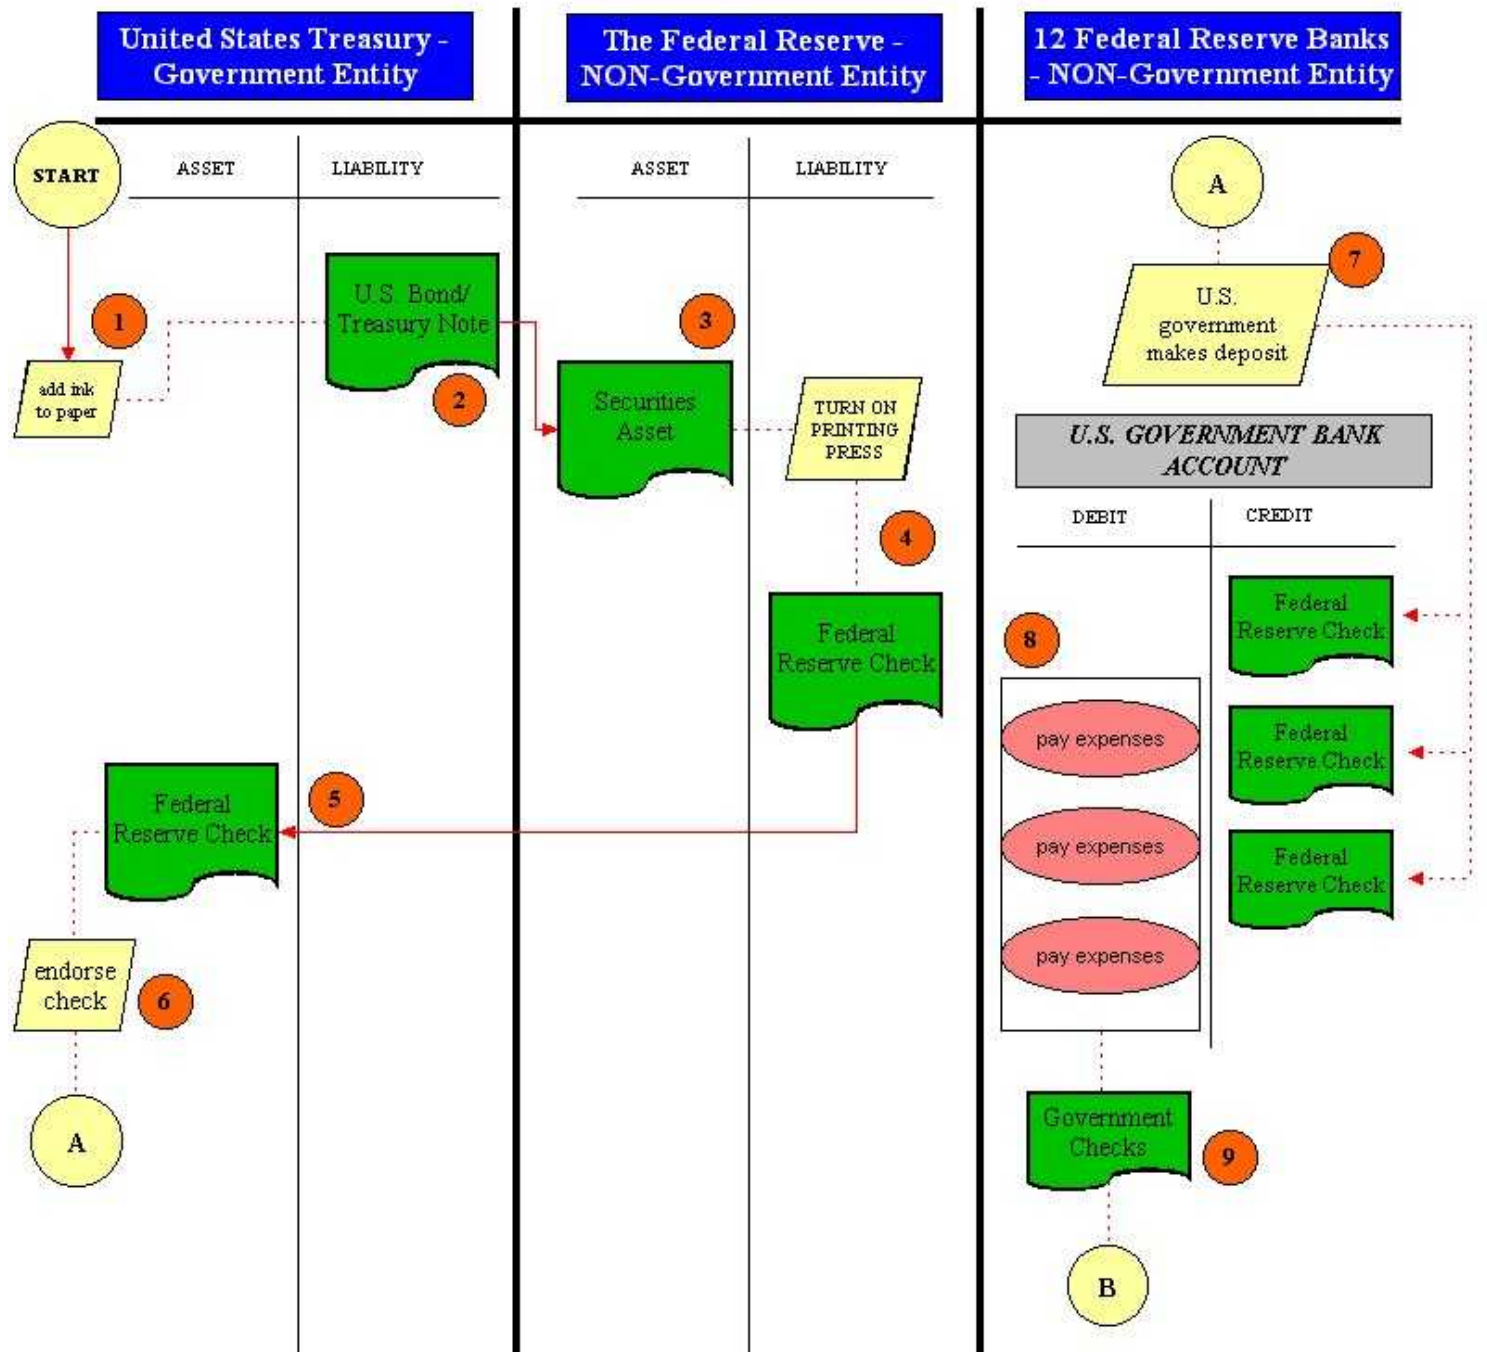 United States Treasury -
Government Entity
The Federal Reserve -
NON-Government Entity
12 Federal Reserve Banks
- NON-Government Entity
START
ASSET
LIABILITY
1
add ink
to paper
U.S. Bond/
Treasury Note
2
ASSET
LIABILITY
3
Securities
Asset
TURN ON
PRINTING
PRESS
4
Federal
Reserve Check
5
Federal
Reserve Check
endorse
check
6
A
A
7
U.S.
government
makes deposit
U.S. GOVERNMENT BANK
ACCOUNT
DEBIT
CREDIT
Federal
Reserve Check
Federal
Reserve Check
Federal
Reserve Check
8
pay expenses
pay expenses
pay expenses
Government
Checks
9
B